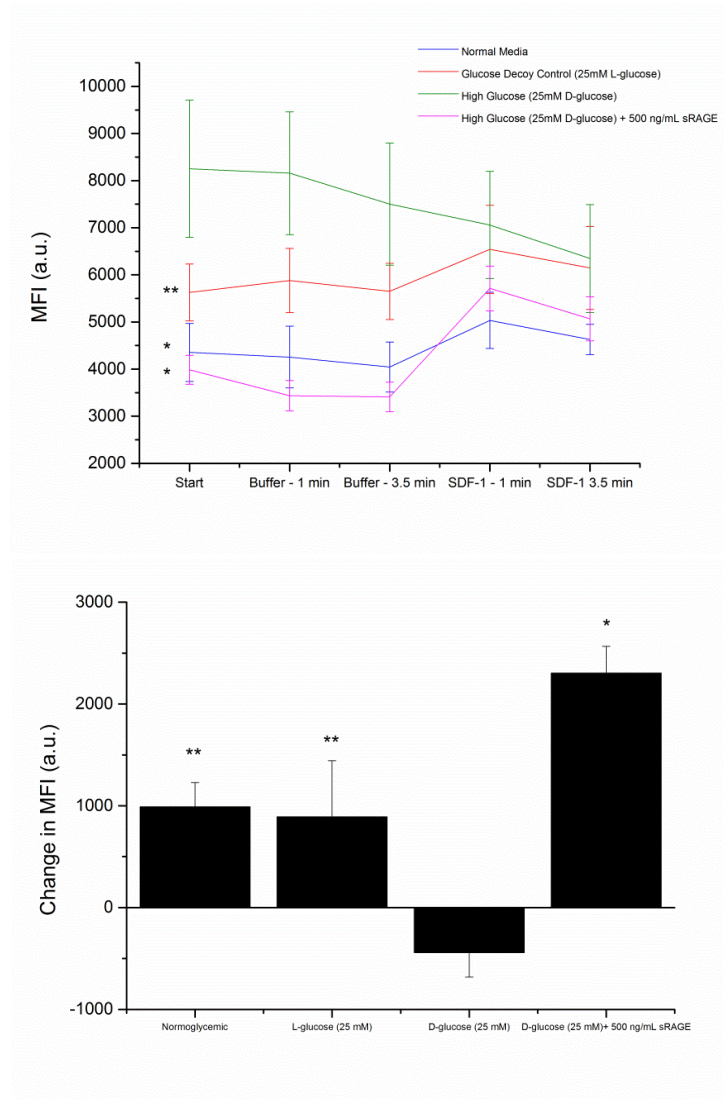 Normal Media
Glucose Decoy Control (25mM L-glucose)
High Glucose (25mM D-glucose)
High Glucose (25mM D-glucose) + 500 ng/mL sRAGE
MFI (a.u.)
10000
9000
8000
7000
6000
5000
4000
3000
2000
**
*
*
Start
Buffer - 1 min
Buffer - 3.5 min
SDF-1 - 1 min
SDF-1 3.5 min
Change in MFI (a.u.)
3000
2000
1000
0
-1000
**
**
*
Normoglycemic
L-glucose (25 mM)
D-glucose (25 mM)
D-glucose (25 mM)+ 500 ng/mL sRAGE